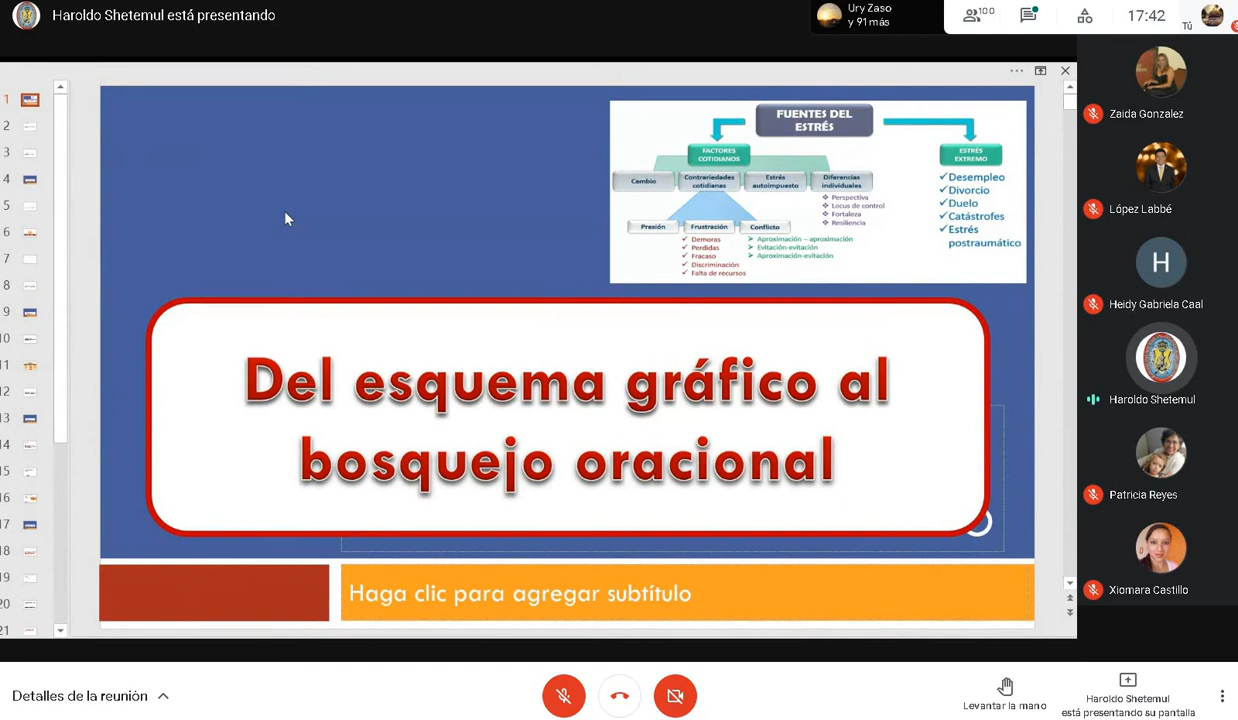 Haroldo Shetemul está presentando
Ury Zaso
y 91 más
100
17:42
Tú
FUENTES DEL
ESTRÉS
FACTORES
COTIDIANOS
ESTRÉS
EXTREMO
Cambio
Contrariedades
cotidianas
Estrés
autoimpuesto
Diferencias
individuales
Perspectiva
Locus de control
Fortaleza
Resiliencia
Desempleo
Divorcio
Duelo
Catástrofes
Estrés
postraumático
Presión
Frustración
Conflicto
Demoras
Perdidas
Fracaso
Discriminación
Falta de recursos
Aproximación – aproximación
Evitación-evitación
Aproximación-evitación
Del esquema gráfico al
bosquejo oracional
Haga clic para agregar subtítulo
1
2
3
4
5
6
7
8
9
10
11
12
13
14
15
16
17
18
19
20
21
Zaida Gonzalez
López Labbé
H
Heidy Gabriela Caal
Haroldo Shetemul
Patricia Reyes
Xiomara Castillo
Detalles de la reunión
Levantar la mano
Haroldo Shetemul
está presentando su pantalla